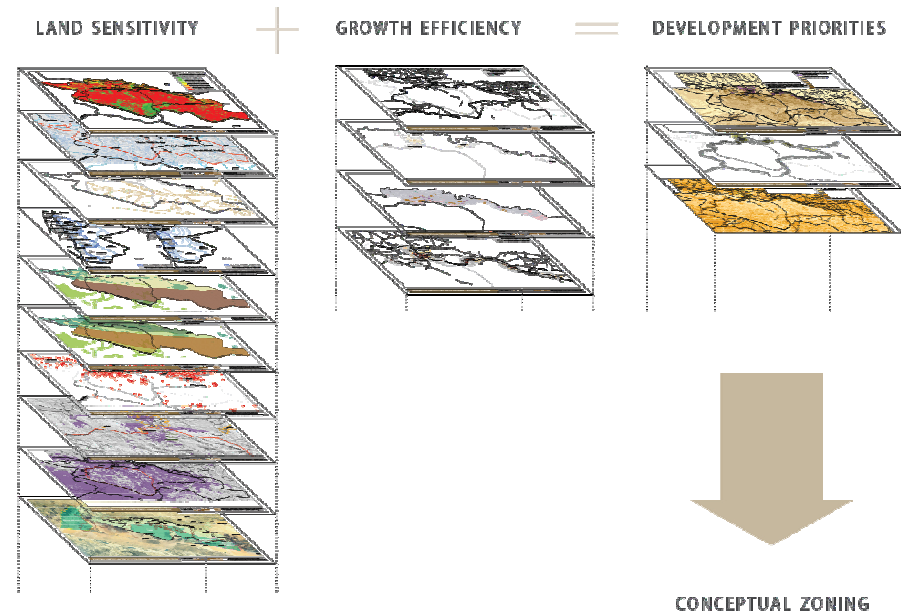 LAND SENSITIVITY + GROWTH EFFICIENCY = DEVELOPMENT PRIORITIES
CONCEPTUAL ZONING